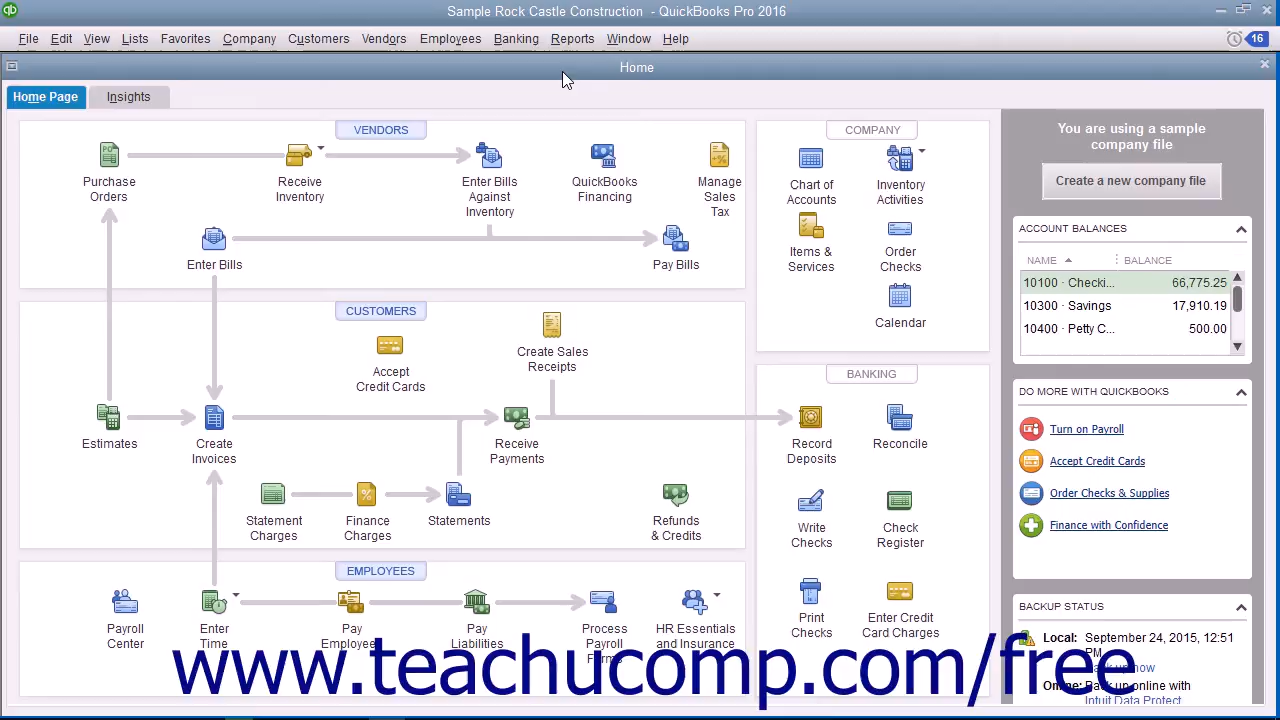 Sample Rock Castle Construction - QuickBooks Pro 2016
File Edit View Lists Favorites Company Customers Vendors Employees Banking Reports Window Help 16
Home
Home Page Insights
VENDORS
Purchase
Orders
Receive
Inventory
Enter Bills
Against
Inventory
QuickBooks
Financing
Manage
Sales
Tax
Enter Bills
Pay Bills
CUSTOMERS
Accept
Credit Cards
Create Sales
Receipts
Estimates
Create
Invoices
Receive
Payments
Statement
Charges
Finance
Charges
Statements
Refunds
& Credits
EMPLOYEES
Payroll
Center
Enter
Time
Pay
Employees
Pay
Liabilities
Process
Payroll
Forms
HR Essentials
and Insurance
COMPANY
Chart of
Accounts
Inventory
Activities
Items &
Services
Order
Checks
Calendar
BANKING
Record
Deposits
Reconcile
Write
Checks
Check
Register
Print
Checks
Enter Credit
Card Charges
You are using a sample
company file
Create a new company file
ACCOUNT BALANCES
NAME BALANCE
10100 · Checki... 66,775.25
10300 · Savings 17,910.19
10400 · Petty C... 500.00
DO MORE WITH QUICKBOOKS
Turn on Payroll
Accept Credit Cards
Order Checks & Supplies
Finance with Confidence
BACKUP STATUS
Local: September 24, 2015, 12:51
PM
Back up now
Online: Back up online with
Intuit Data Protect
www.teachucomp.com/free